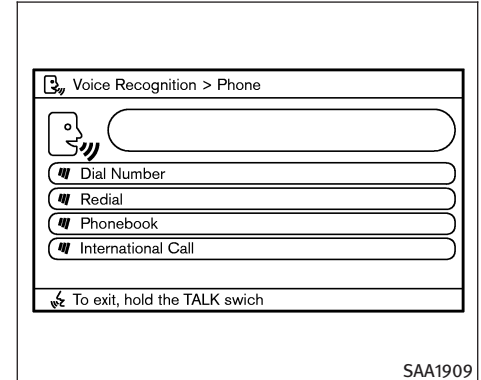 Voice Recognition > Phone
Dial Number
Redial
Phonebook
International Call
To exit, hold the TALK swich
SAA1909